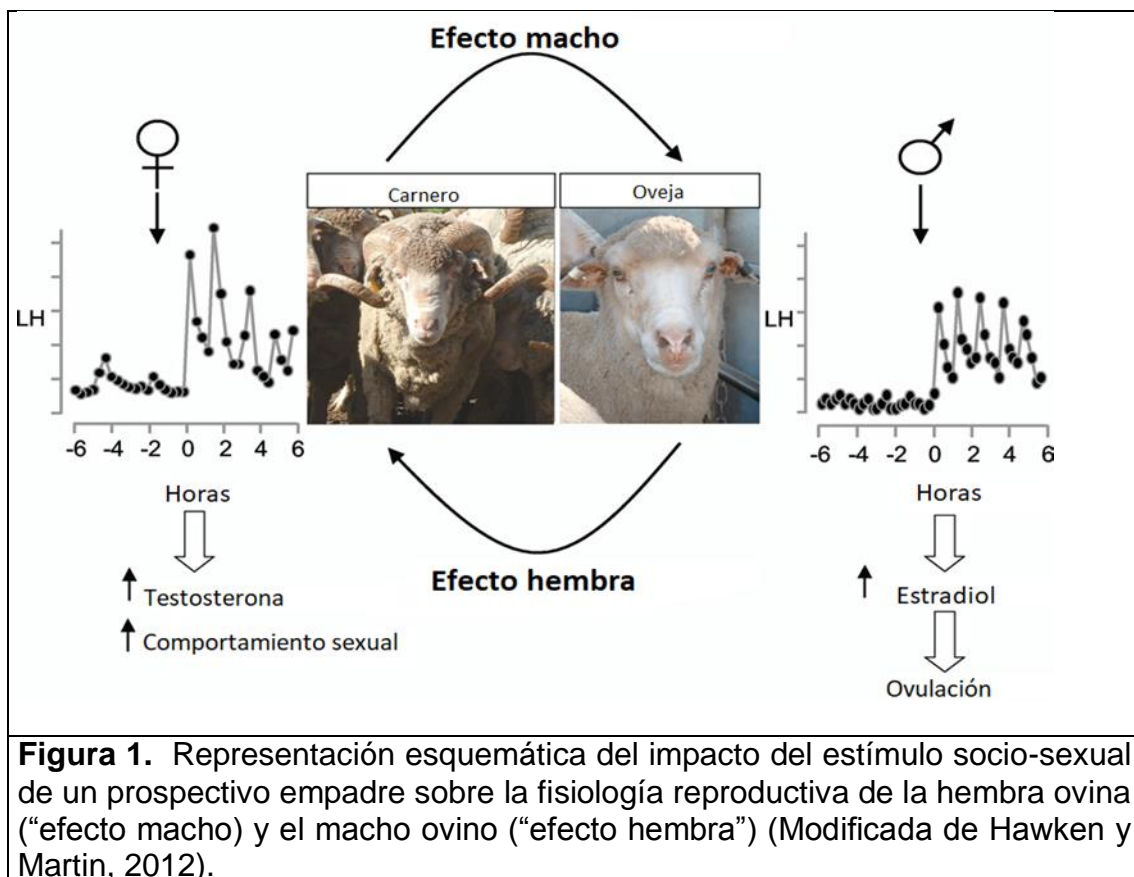 Efecto macho
Carnero
Oveja
LH
-6 -4 -2 0 2 4 6
Horas
Testosterona
Comportamiento sexual
LH
-6 -4 -2 0 2 4 6
Horas
Estradiol
Ovulación
Efecto hembra
Figura 1. Representación esquemática del impacto del estímulo socio-sexual
de un prospectivo empadre sobre la fisiología reproductiva de la hembra ovina
(“efecto macho) y el macho ovino (“efecto hembra”) (Modificada de Hawken y
Martin, 2012).